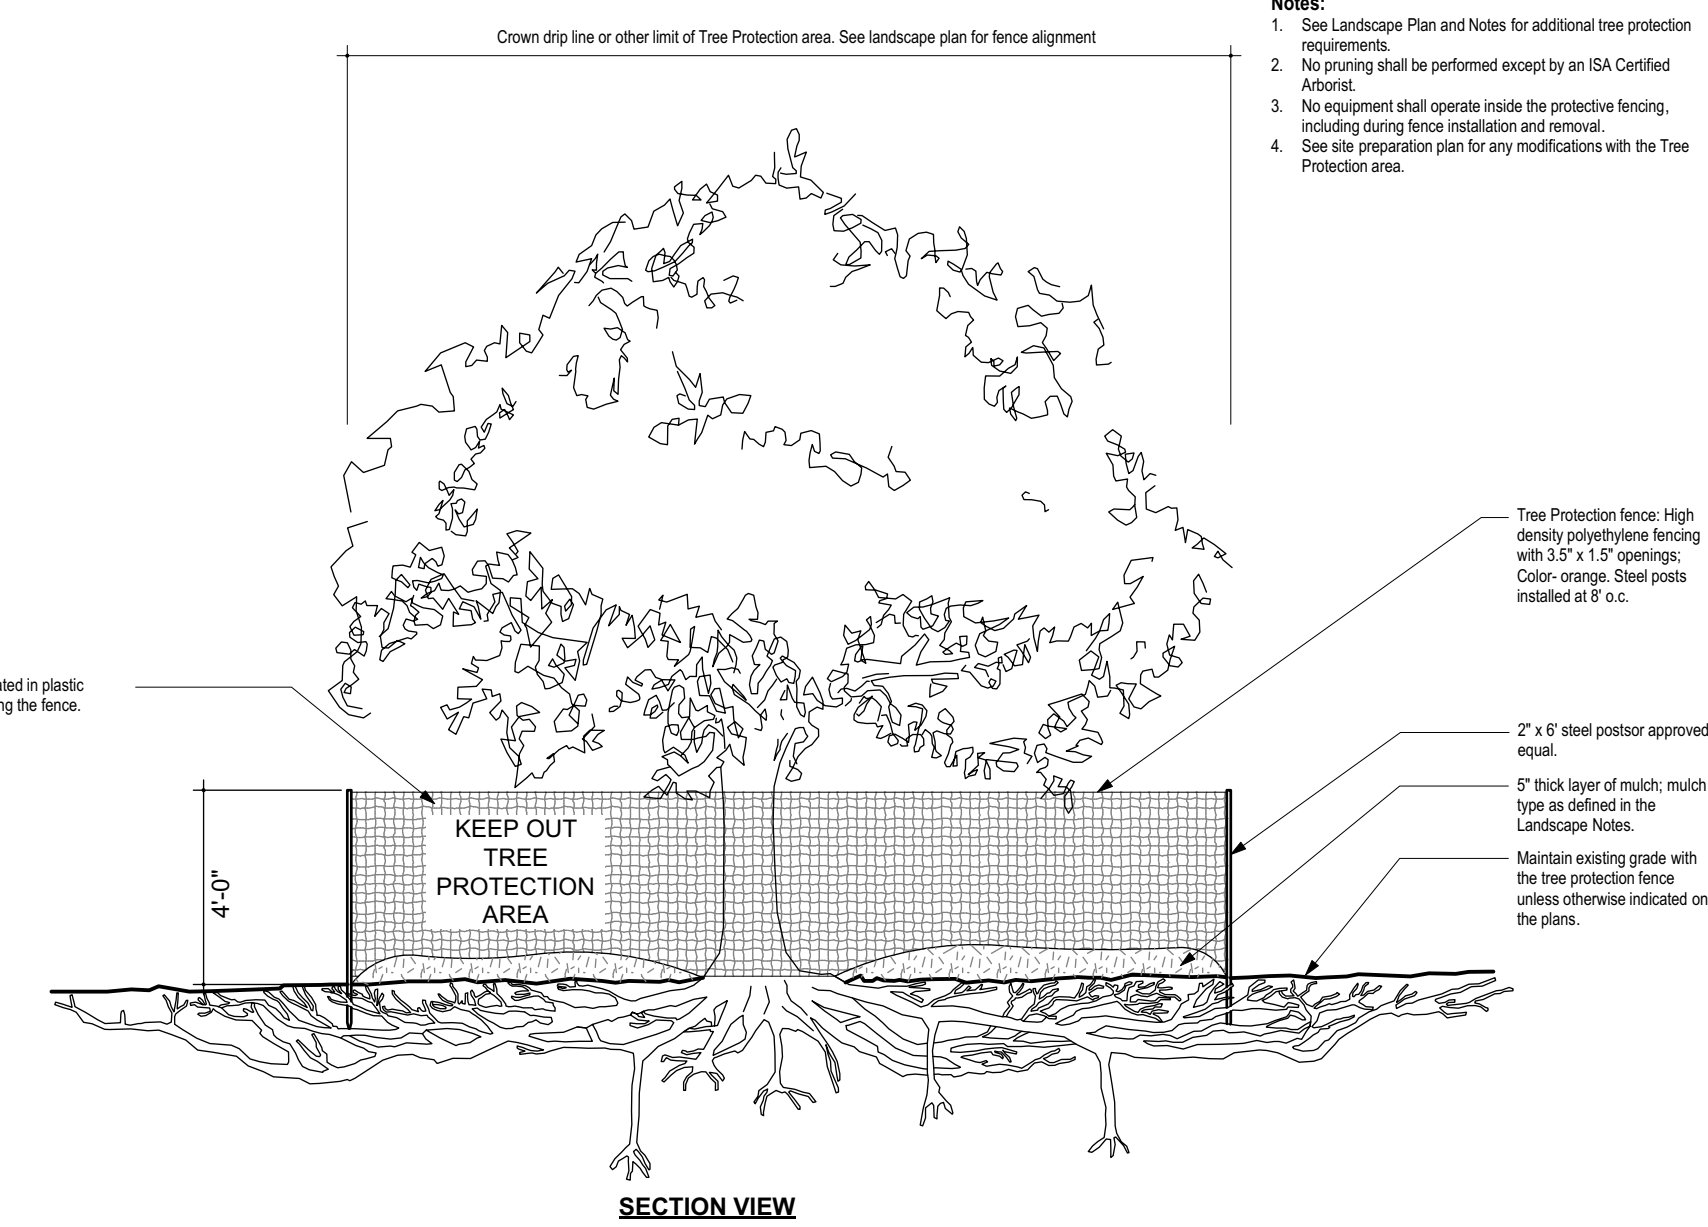 Notes:
1. See Landscape Plan and Notes for additional tree protection
requirements.
2. No pruning shall be performed except by an ISA Certified
Arborist.
3. No equipment shall operate inside the protective fencing,
including during fence installation and removal.
4. See site preparation plan for any modifications with the Tree
Protection area.
Crown drip line or other limit of Tree Protection area. See landscape plan for fence alignment
Tree Protection fence: High
density polyethylene fencing
with 3.5" x 1.5" openings;
Color- orange. Steel posts
installed at 8' o.c.
in plastic
the fence.
2" x 6' steel postsor approved
equal.
5" thick layer of mulch; mulch
type as defined in the
Landscape Notes.
Maintain existing grade with
the tree protection fence
unless otherwise indicated on
the plans.
4'-0"
KEEP OUT
TREE
PROTECTION
AREA
SECTION VIEW